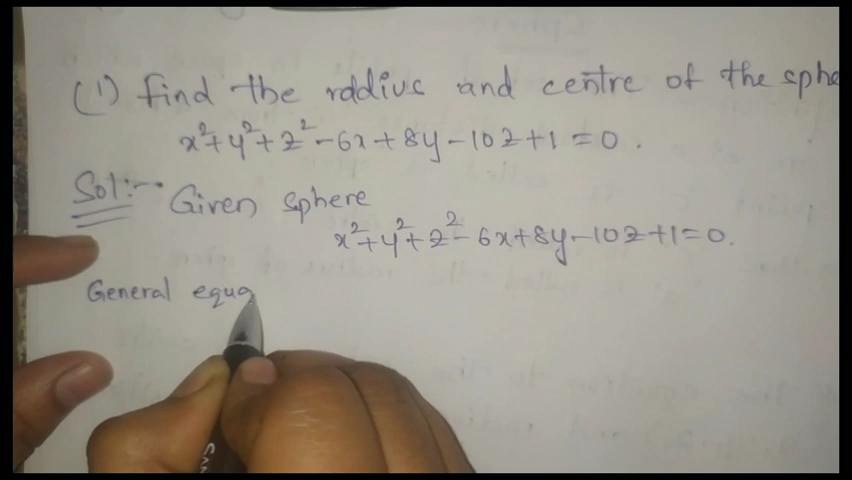 (1) Find the radius and centre of the sphe
x²+y²+z²-6x+8y-10z+1=0.
Sol:- Given sphere
x²+y²+z²-6x+8y-10z+1=0.
General equa